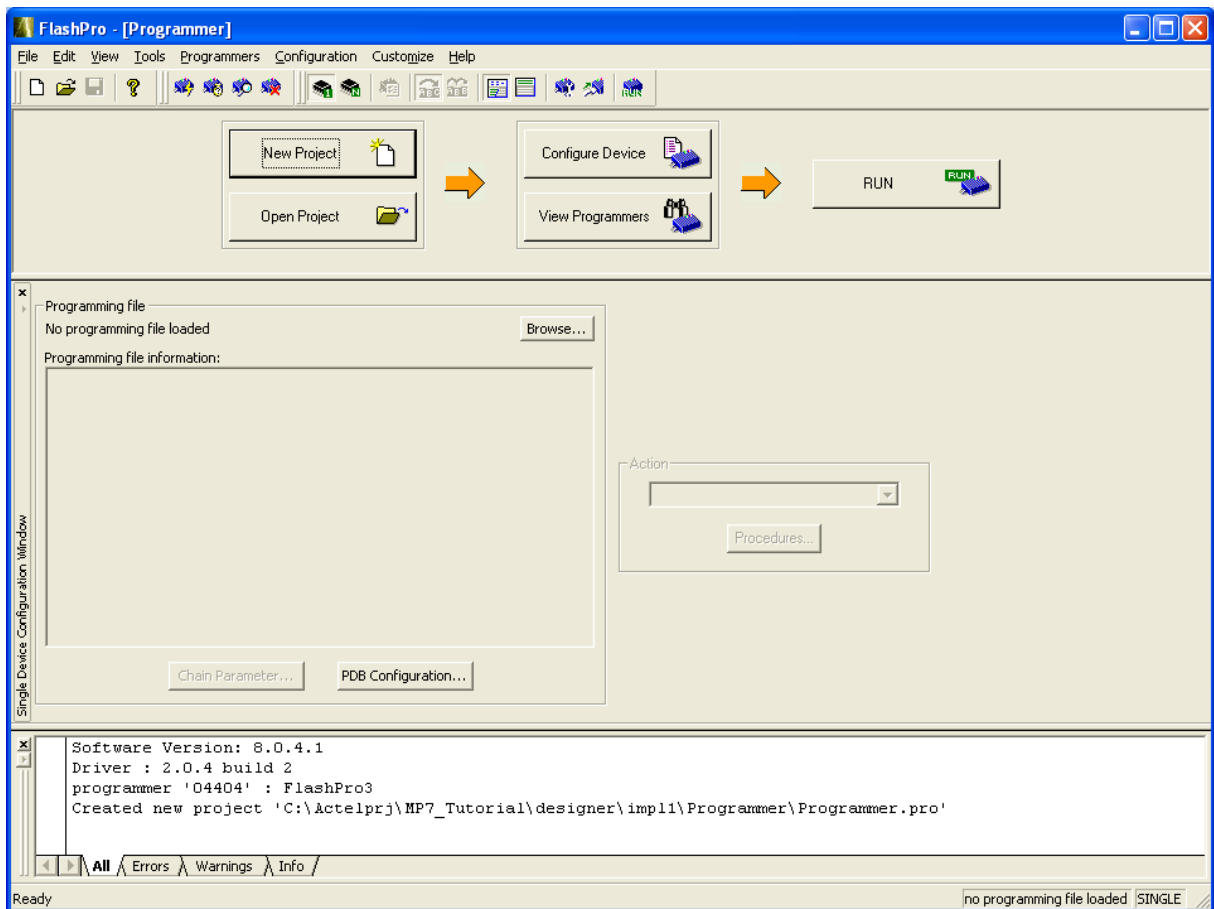 FlashPro - [Programmer]
File Edit View Tools Programmers Configuration Customize Help
ABC ABB RUN
New Project
Configure Device
RUN RUN
Open Project
View Programmers
Programming file
No programming file loaded Browse...
Programming file information:
Action
Procedures...
Single Device Configuration Window
Chain Parameter... PDB Configuration...
Software Version: 8.0.4.1
Driver : 2.0.4 build 2
programmer '04404' : FlashPro3
Created new project 'C:\Actelprj\MP7_Tutorial\designer\impl1\Programmer\Programmer.pro'
All Errors Warnings Info
Ready no programming file loaded SINGLE